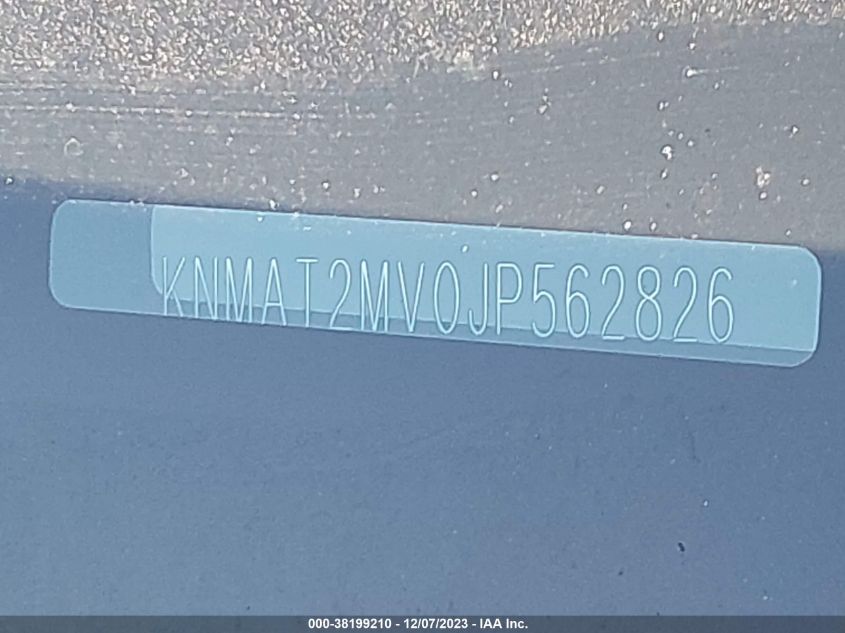 KNMAT2MV0JP562826
000-38199210 - 12/07/2023 - IAA Inc.